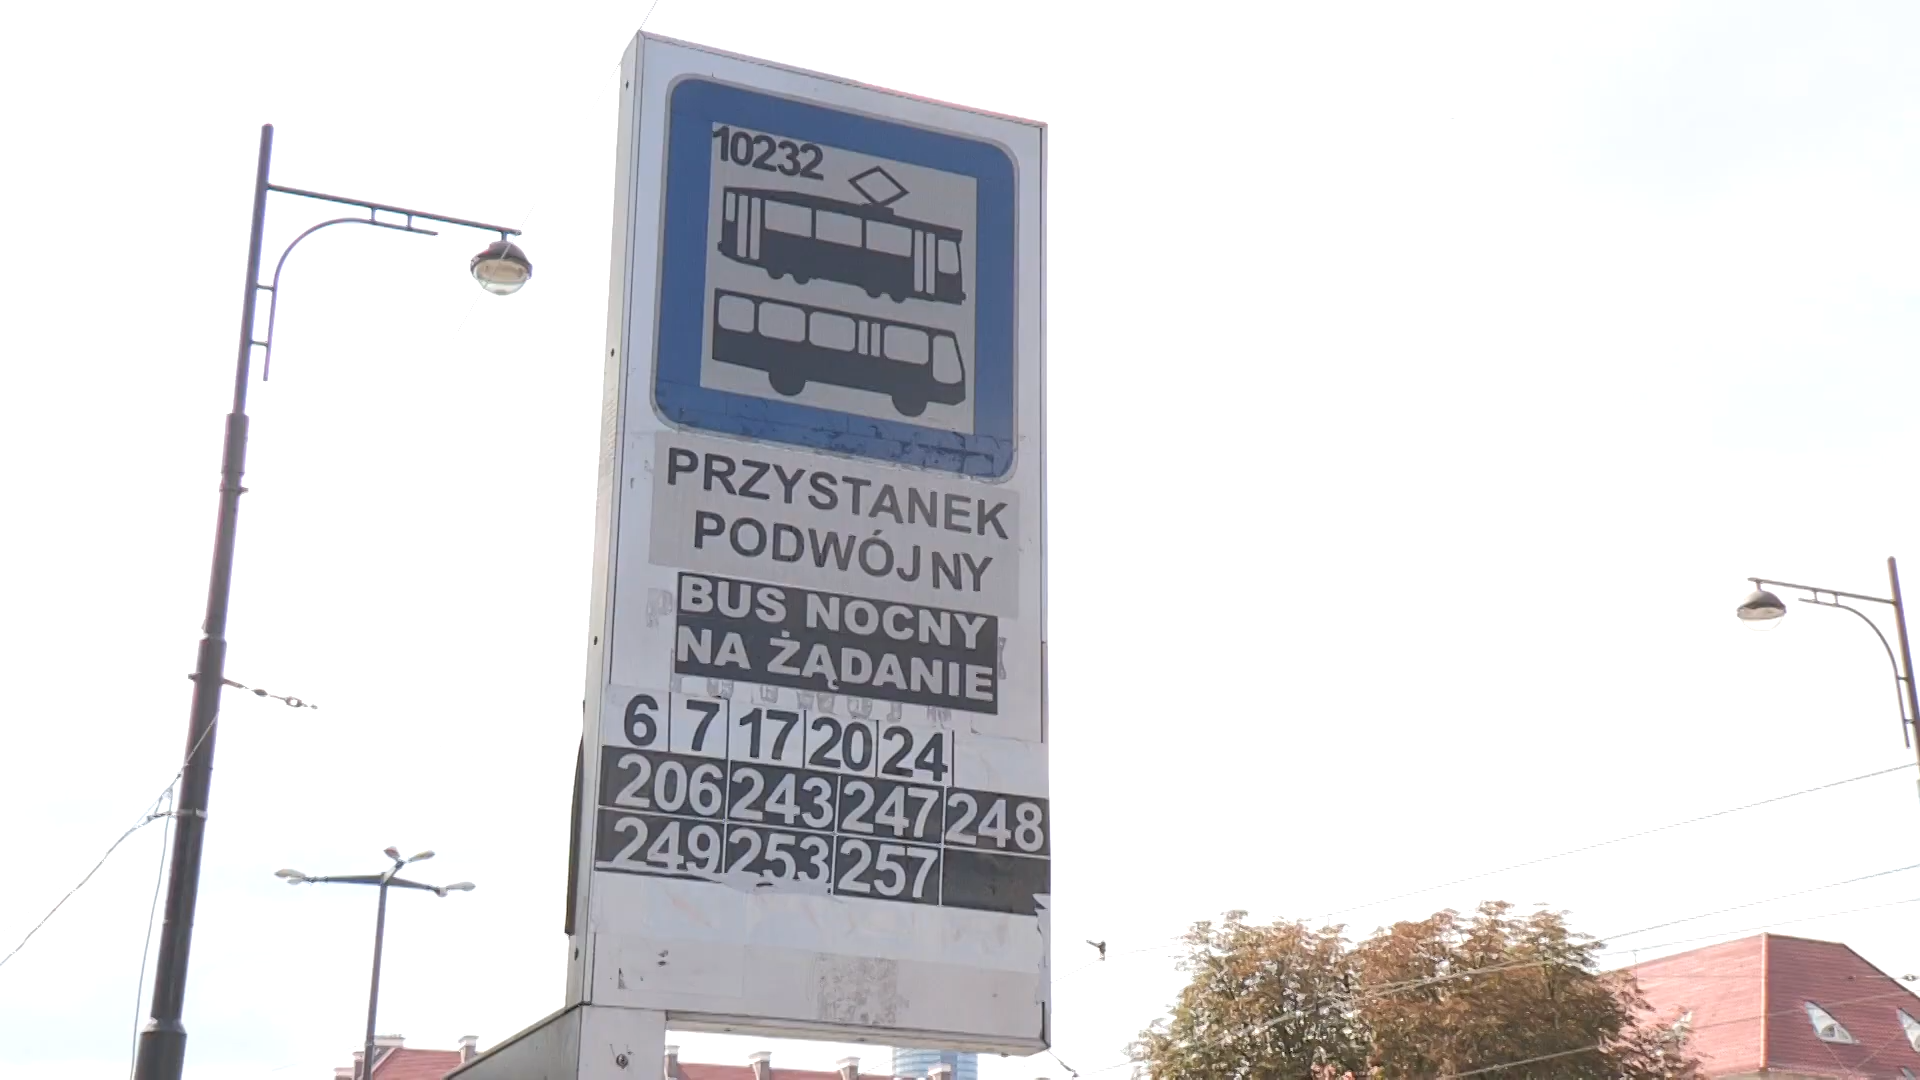 10232
PRZYSTANEK
PODWÓJNY
BUS NOCNY
NA ŻĄDANIE
6 7 17 20 24
206 243 247 248
249 253 257